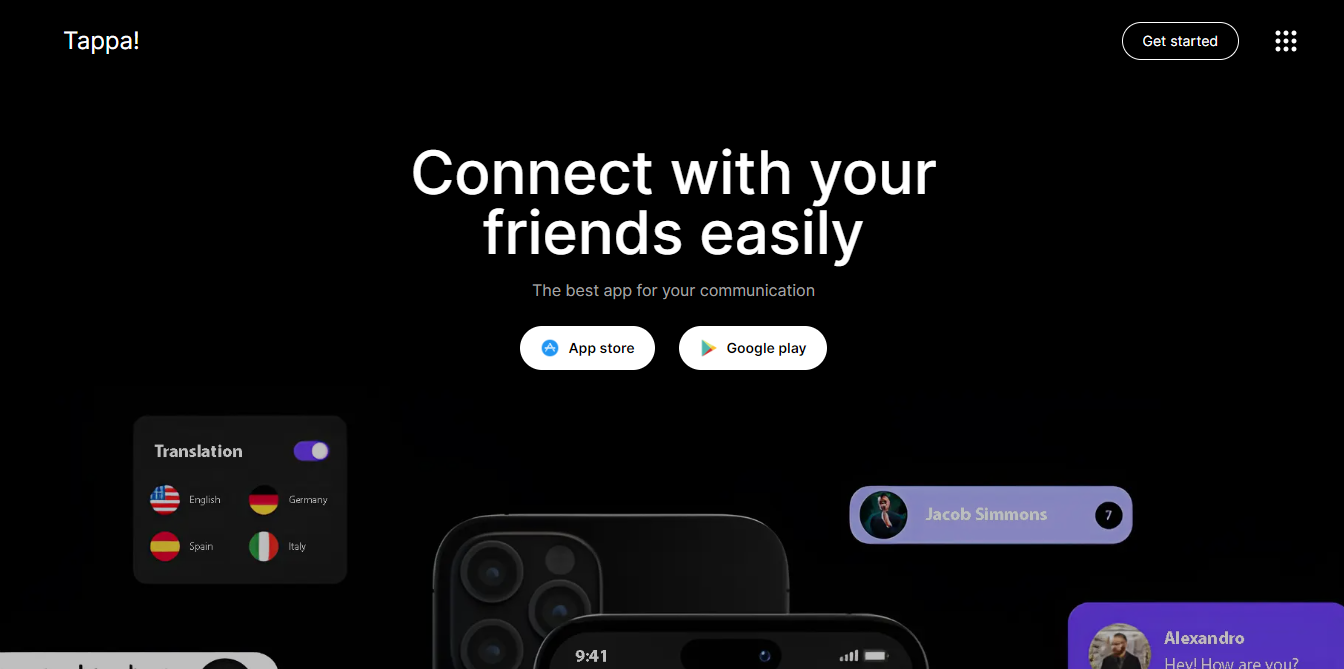 Tappa!
Get started
Connect with your
friends easily
The best app for your communication
App store
Google play
Translation
English
Germany
Spain
Italy
Jacob Simmons
7
9:41
Alexandro
Hey! How are you?